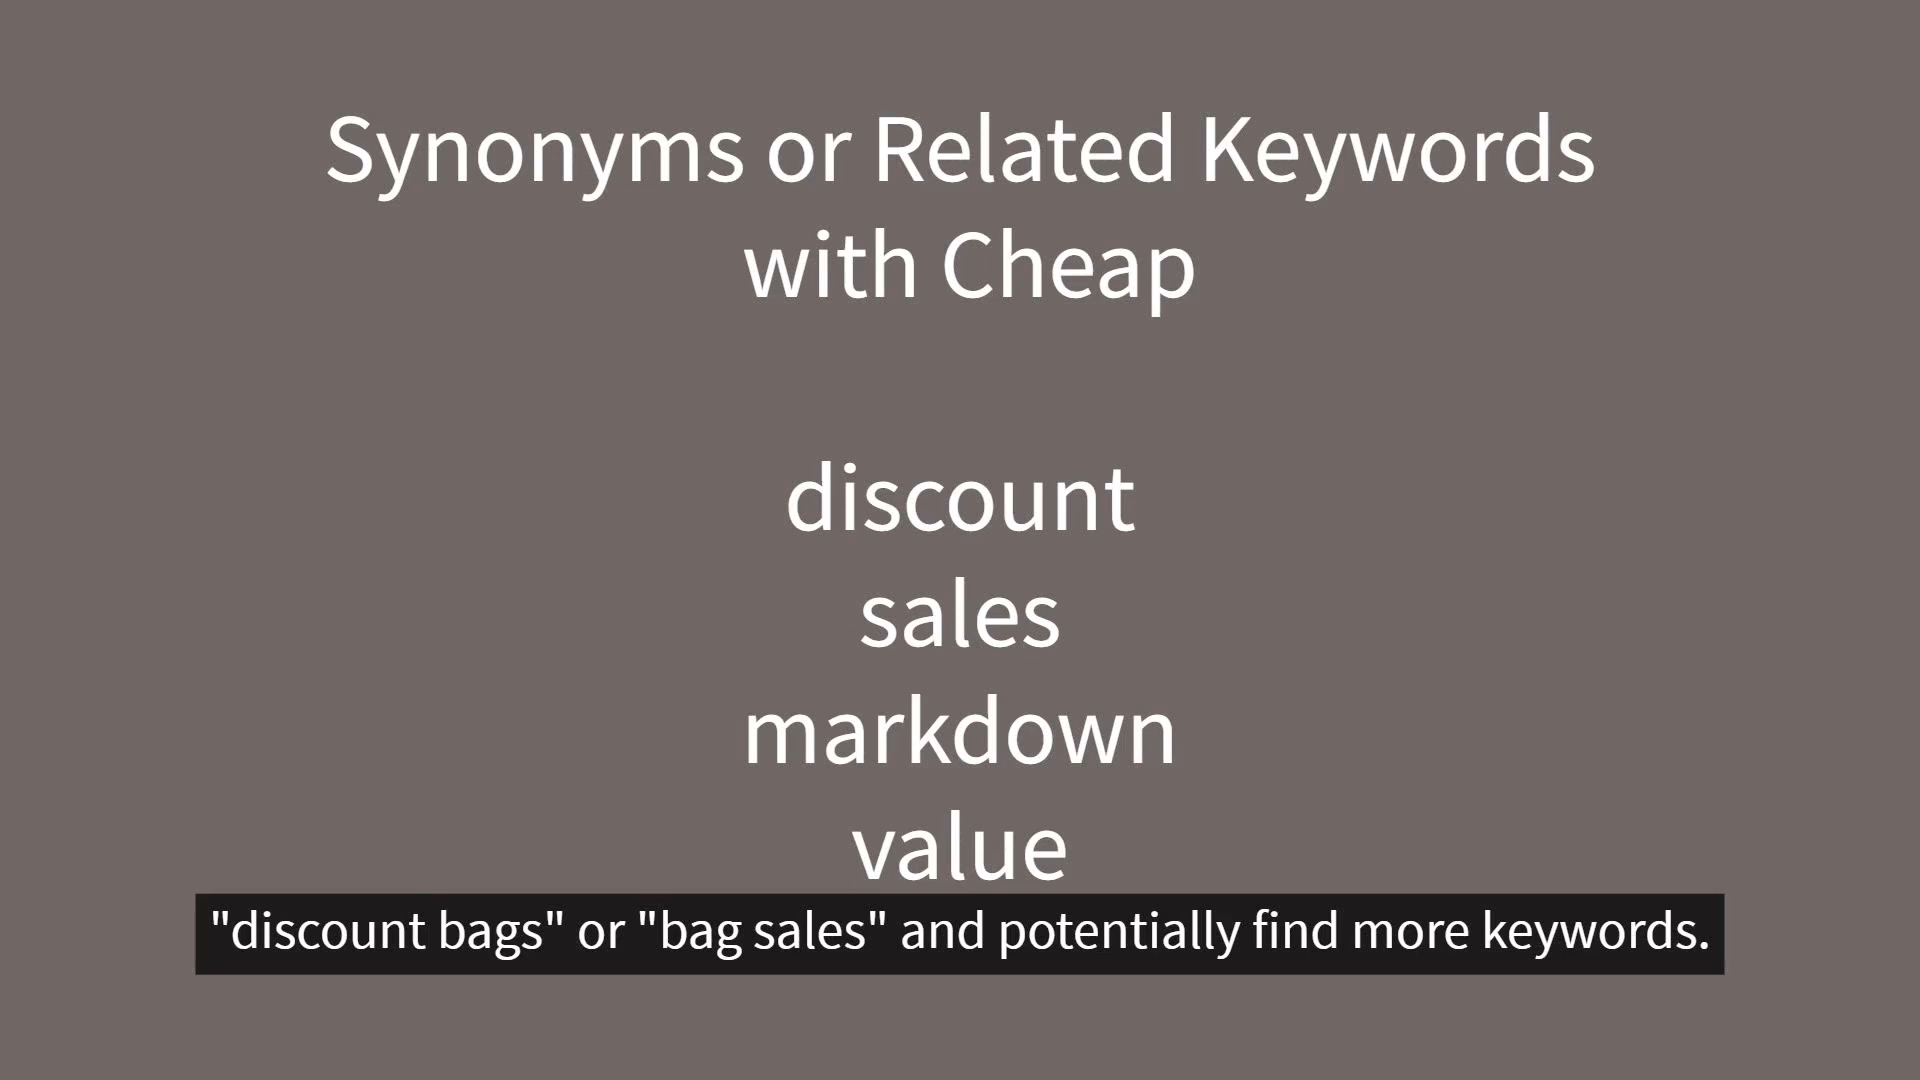 Synonyms or Related Keywords
with Cheap
discount
sales
markdown
value
"discount bags" or "bag sales" and potentially find more keywords.